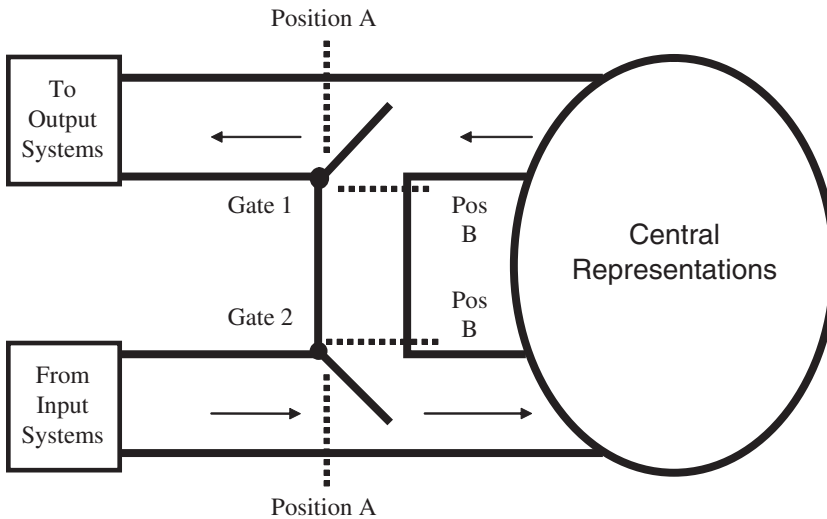 Position A
To
Output
Systems
Gate 1
Pos
B
Central
Representations
Gate 2
Pos
B
From
Input
Systems
Position A